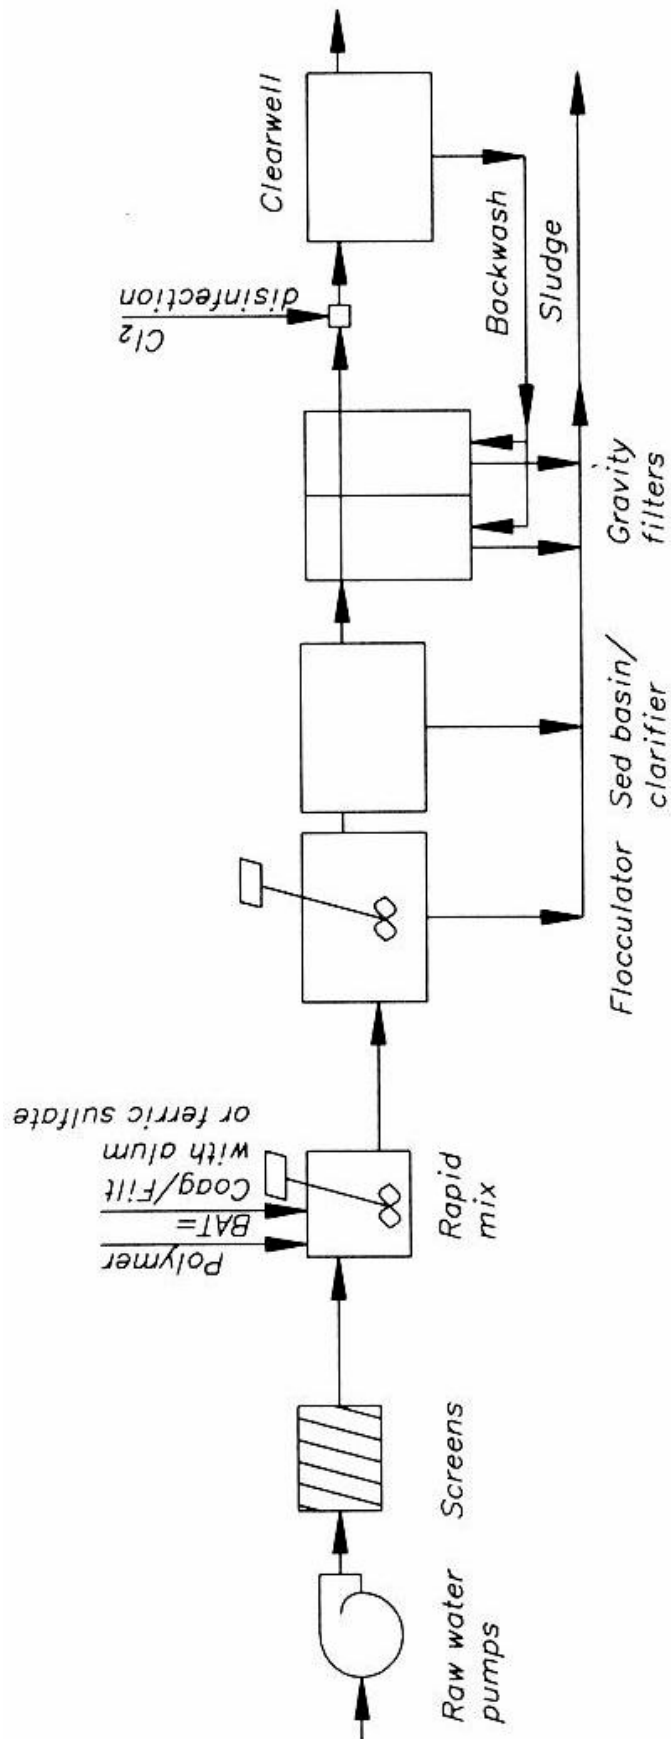 Raw water
pumps
Screens
Polymer
BAT=
Coag/Filt
with alum
or ferric sulfate
Rapid
mix
Flocculator
Sed basin/
clarifier
Gravity
filters
Cl₂
disinfection
Clearwell
Backwash
Sludge